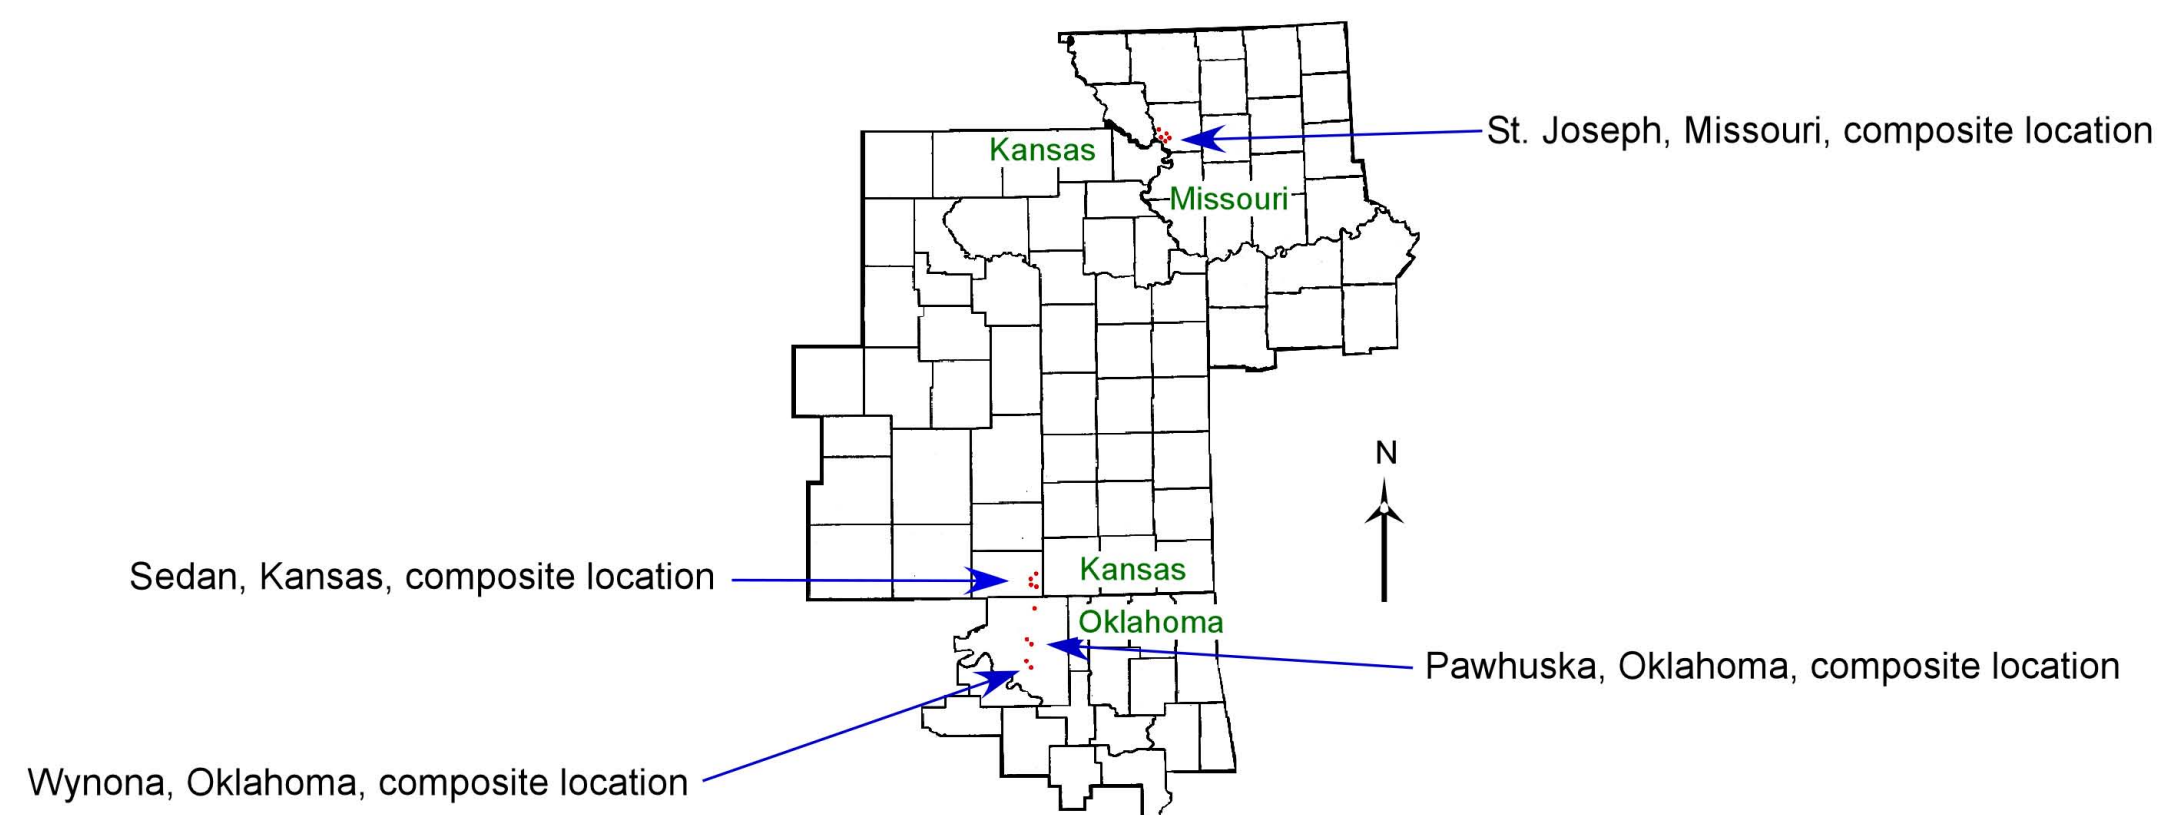 St. Joseph, Missouri, composite location
Kansas
Missouri
N
Sedan, Kansas, composite location
Kansas
Oklahoma
Pawhuska, Oklahoma, composite location
Wynona, Oklahoma, composite location